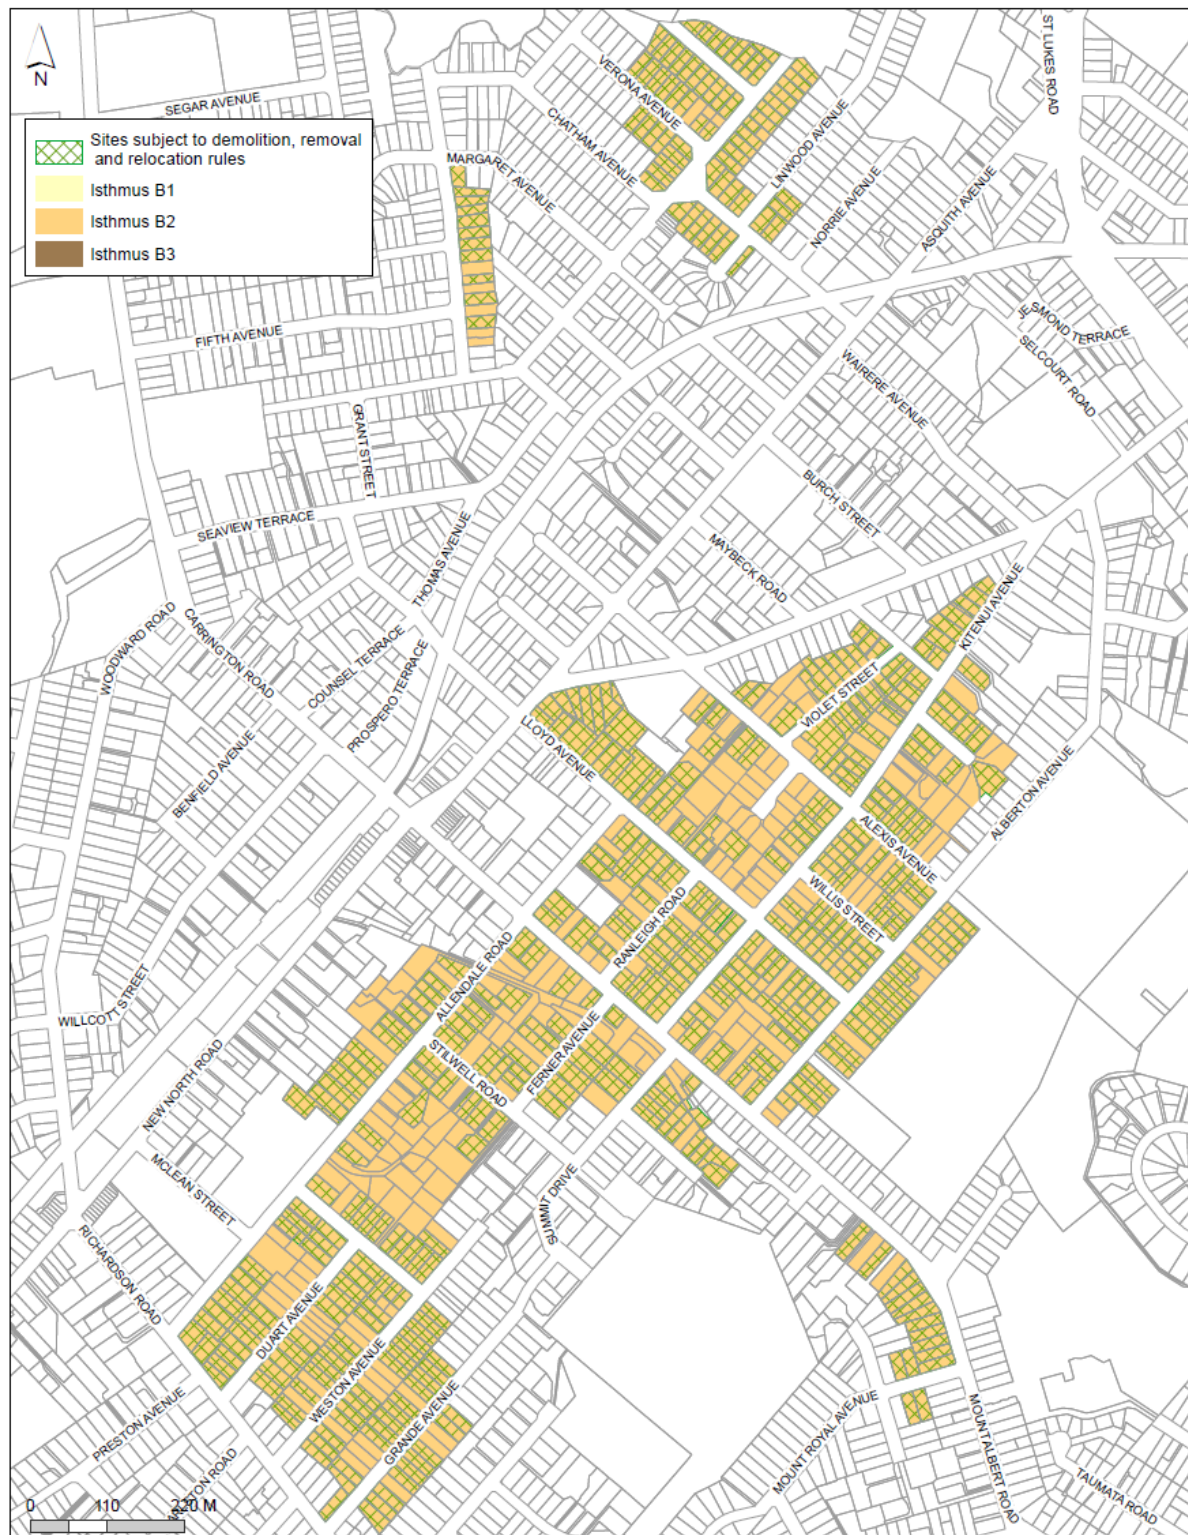 N
SEGAR AVENUE
ST LUKES ROAD
VERONA AVENUE
CHATHAM AVENUE
LINWOOD AVENUE
Sites subject to demolition, removal
and relocation rules
Isthmus B1
Isthmus B2
Isthmus B3
MARGARET AVENUE
NORRIE AVENUE
ASQUITH AVENUE
FIFTH AVENUE
JESMOND TERRACE
SELCOURT ROAD
WAIRERE AVENUE
GRANT STREET
BURCH STREET
SEAVIEW TERRACE
THOMAS AVENUE
MAYBECK ROAD
KITENUI AVENUE
WOODWARD ROAD
CARRINGTON ROAD
COUNSEL TERRACE
PROSPERO TERRACE
VIOLET STREET
LLOYD AVENUE
BENFIELD AVENUE
ALBERTON AVENUE
ALEXIS AVENUE
WILLIS STREET
RANLEIGH ROAD
ALLENDALE ROAD
WILLCOTT STREET
FERNER AVENUE
STILWELL ROAD
NEW NORTH ROAD
MCLEAN STREET
SUMMIT DRIVE
RICHARDSON ROAD
DUART AVENUE
WESTON AVENUE
GRANDE AVENUE
PRESTON AVENUE
MOUNT ROYAL AVENUE
MOUNT ALBERT ROAD
TAUMATA ROAD
0 110 220 M